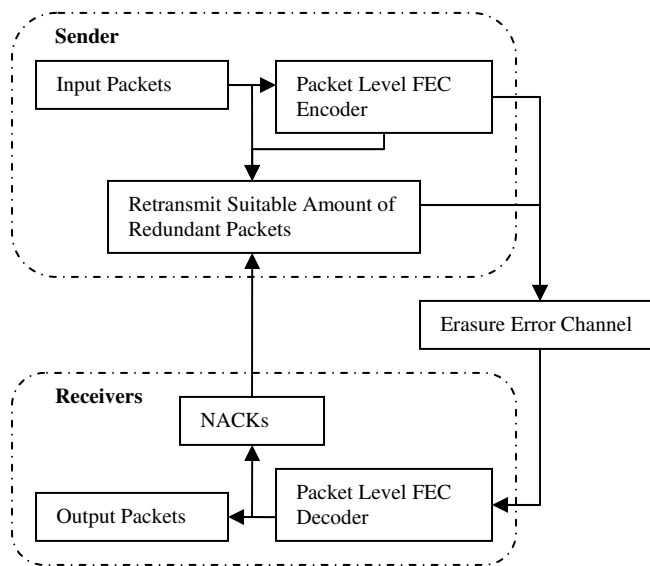 Sender
Input Packets
Packet Level FEC
Encoder
Retransmit Suitable Amount of
Redundant Packets
Erasure Error Channel
Receivers
NACKs
Output Packets
Packet Level FEC
Decoder